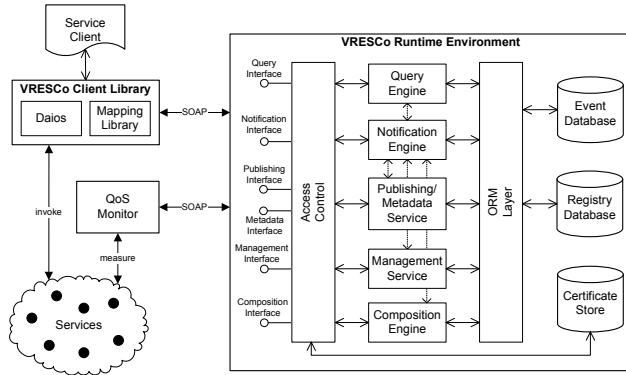 Service
Client
VRESCo Client Library
Daios
Mapping
Library
SOAP
invoke
QoS
Monitor
SOAP
measure
Services
VRESCo Runtime Environment
Query
Interface
Notification
Interface
Publishing
Interface
Metadata
Interface
Management
Interface
Composition
Interface
Access
Control
Query
Engine
Notification
Engine
Publishing/
Metadata
Service
Management
Service
Composition
Engine
ORM
Layer
Event
Database
Registry
Database
Certificate
Store